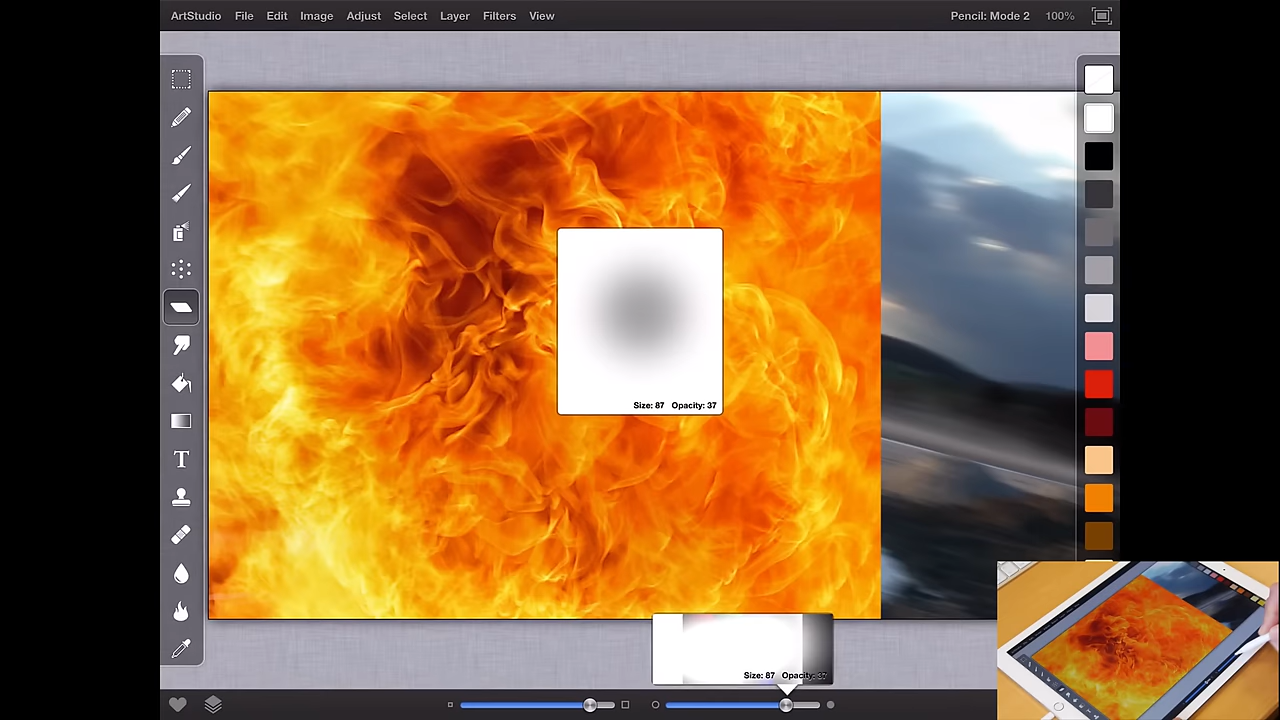 ArtStudio File Edit Image Adjust Select Layer Filters View Pencil: Mode 2 100%
Size: 87 Opacity: 37
T
Size: 87 Opacity: 37